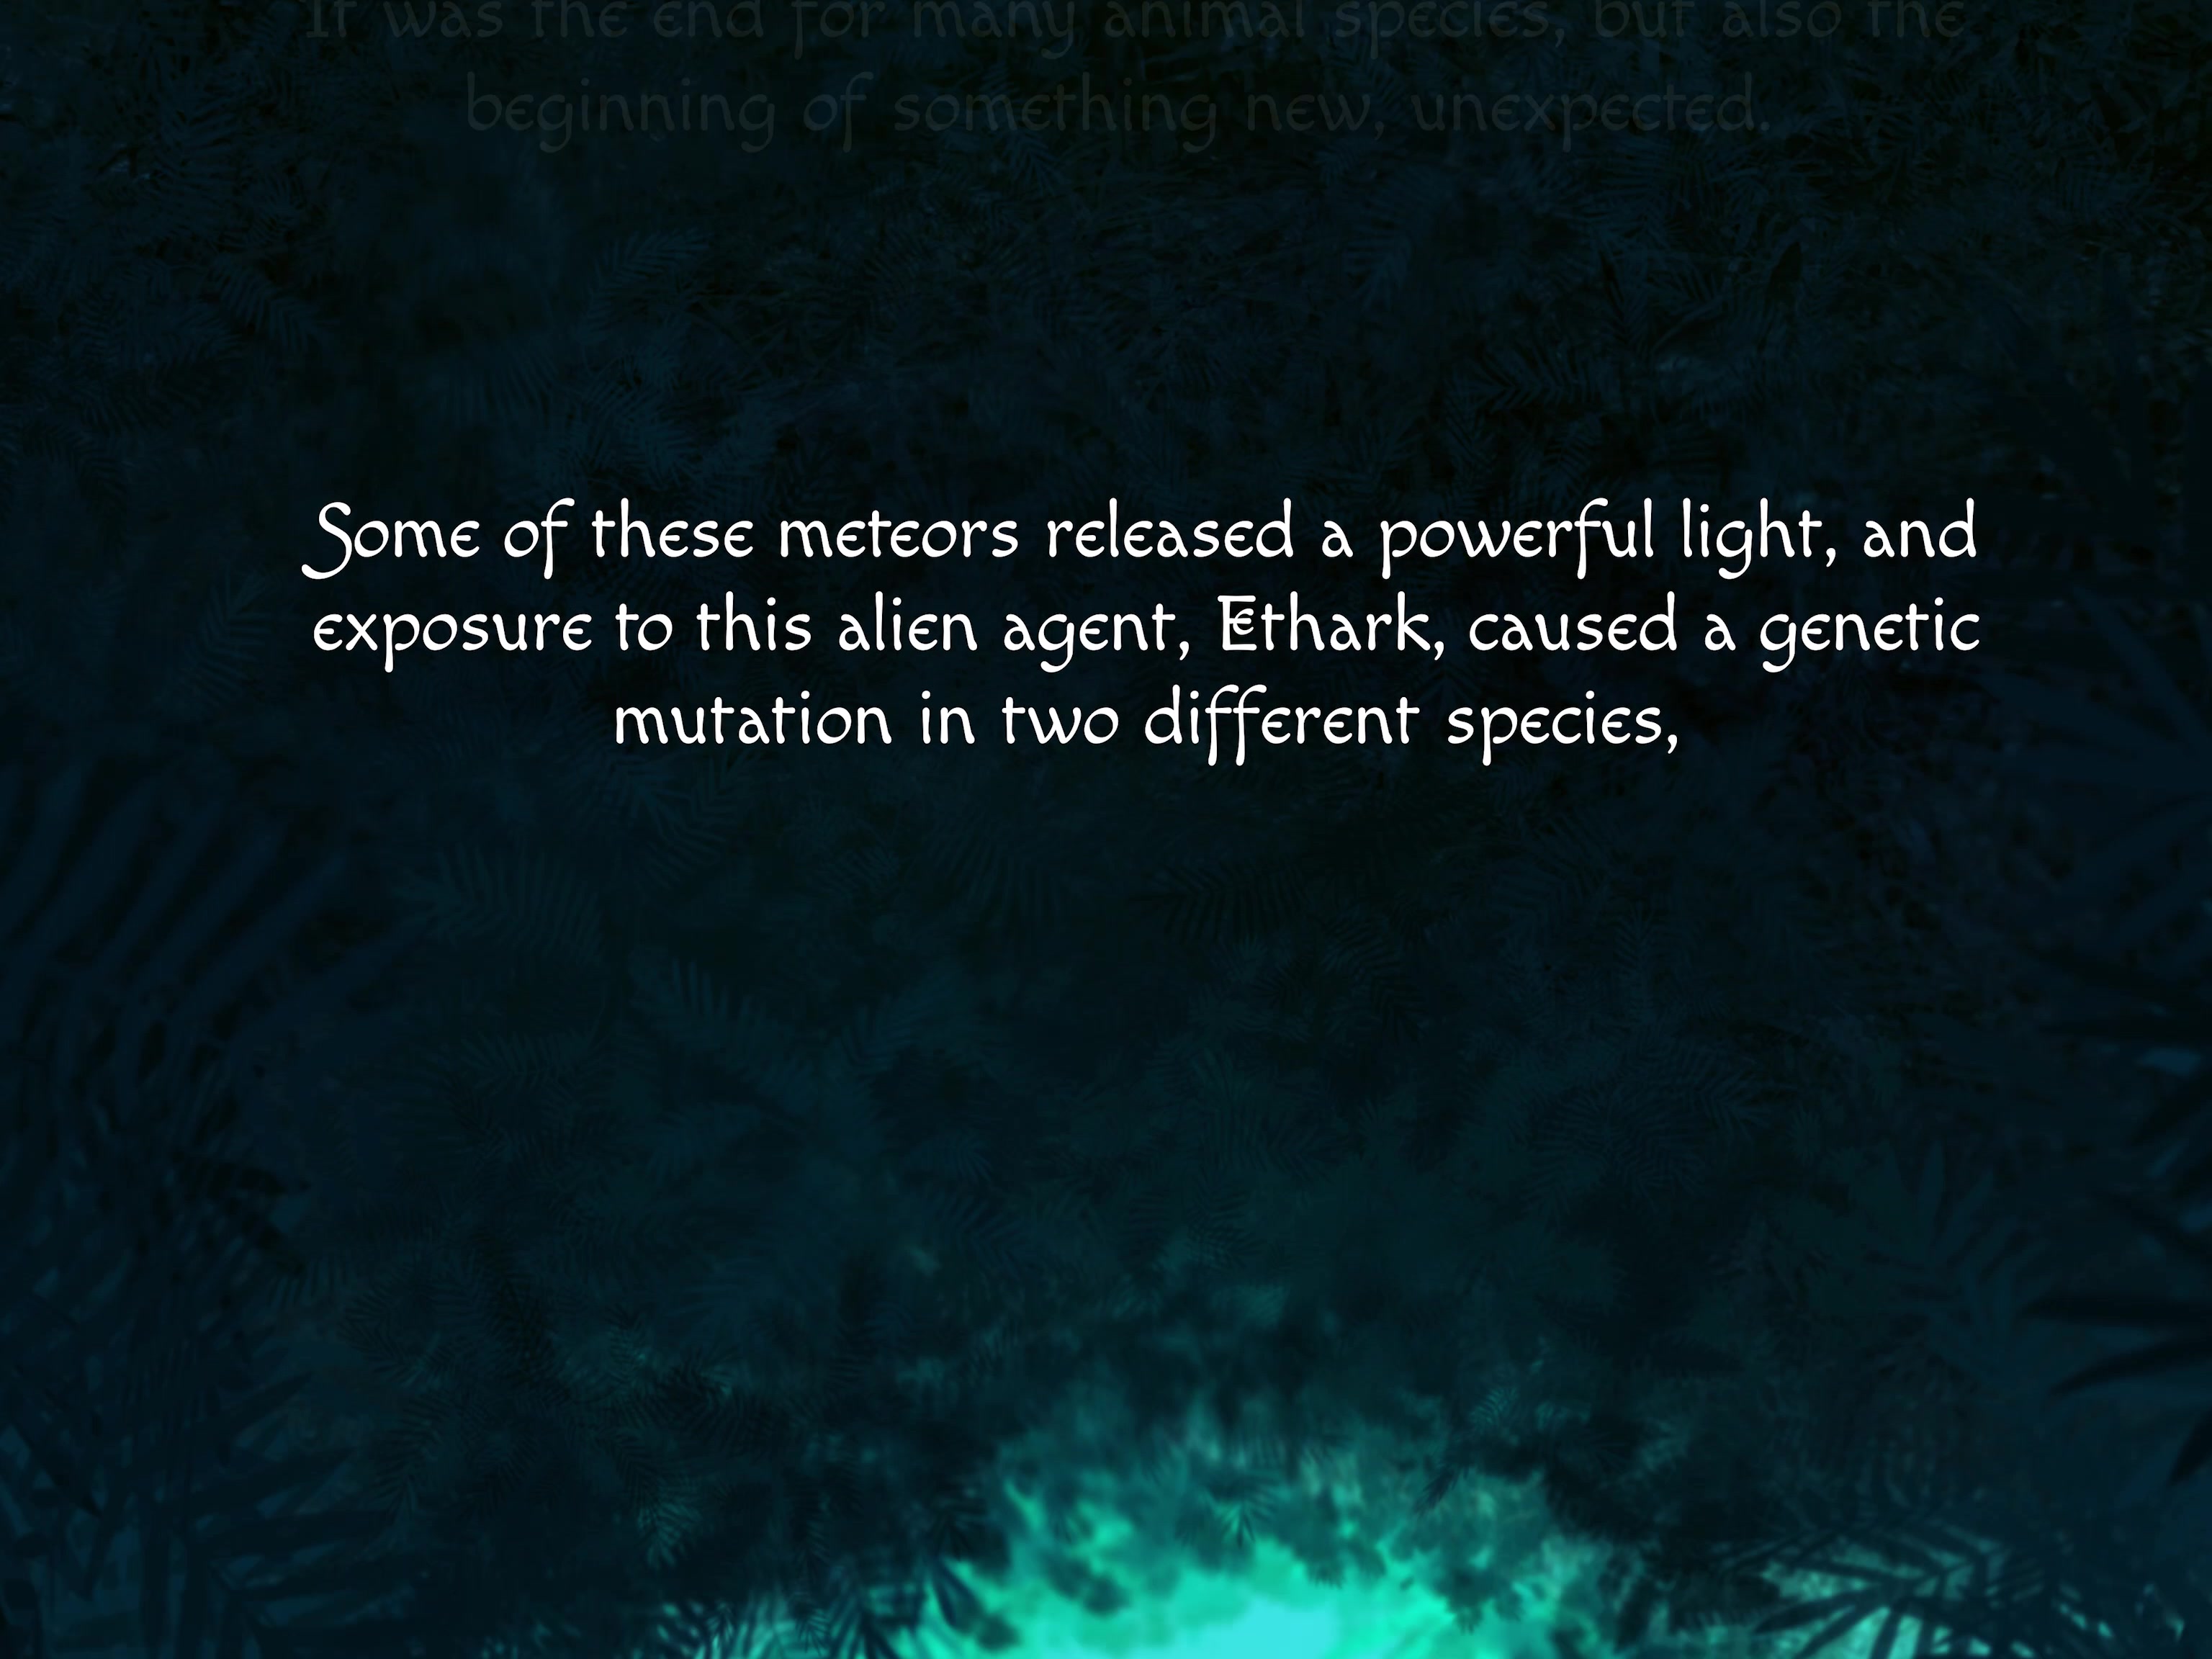 It was the end for many animal species, but also the
beginning of something new, unexpected.
Some of these meteors released a powerful light, and
exposure to this alien agent, Ethark, caused a genetic
mutation in two different species,